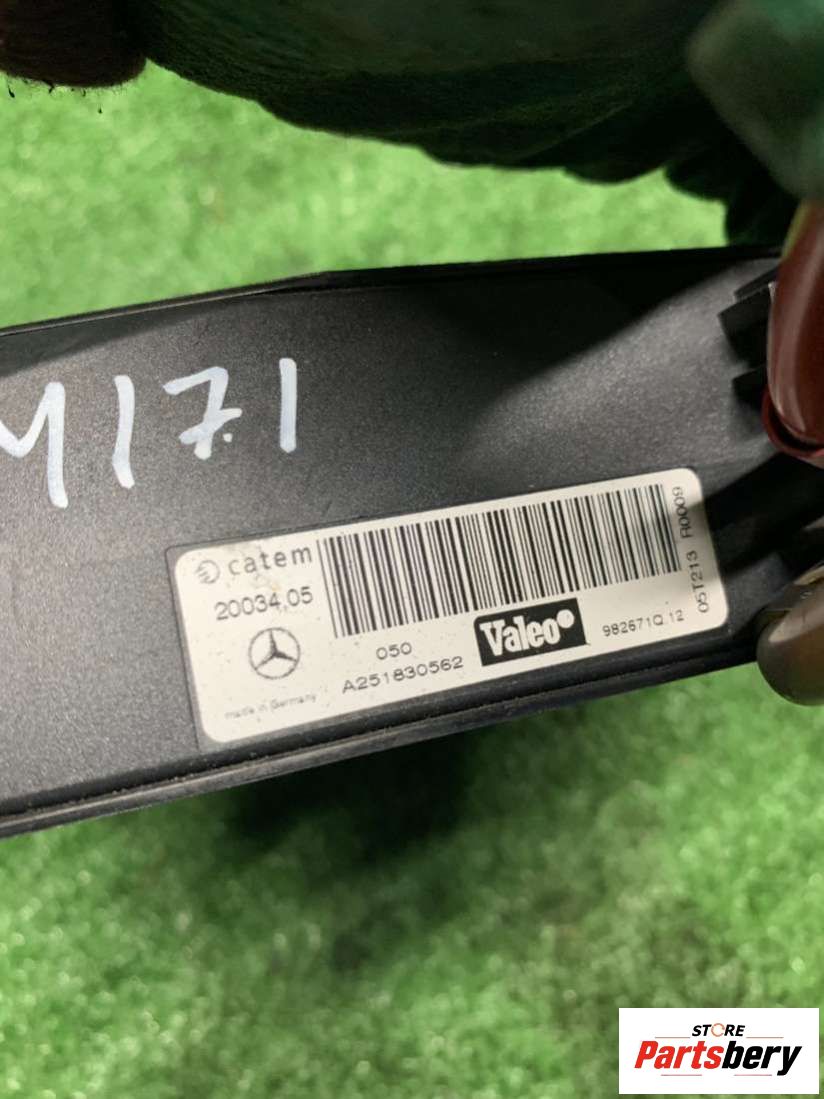 M171
catem
20034.05
050
A251830562
Valeo
982671Q.12
05T213 R0009
made in Germany
STORE
Partsbery